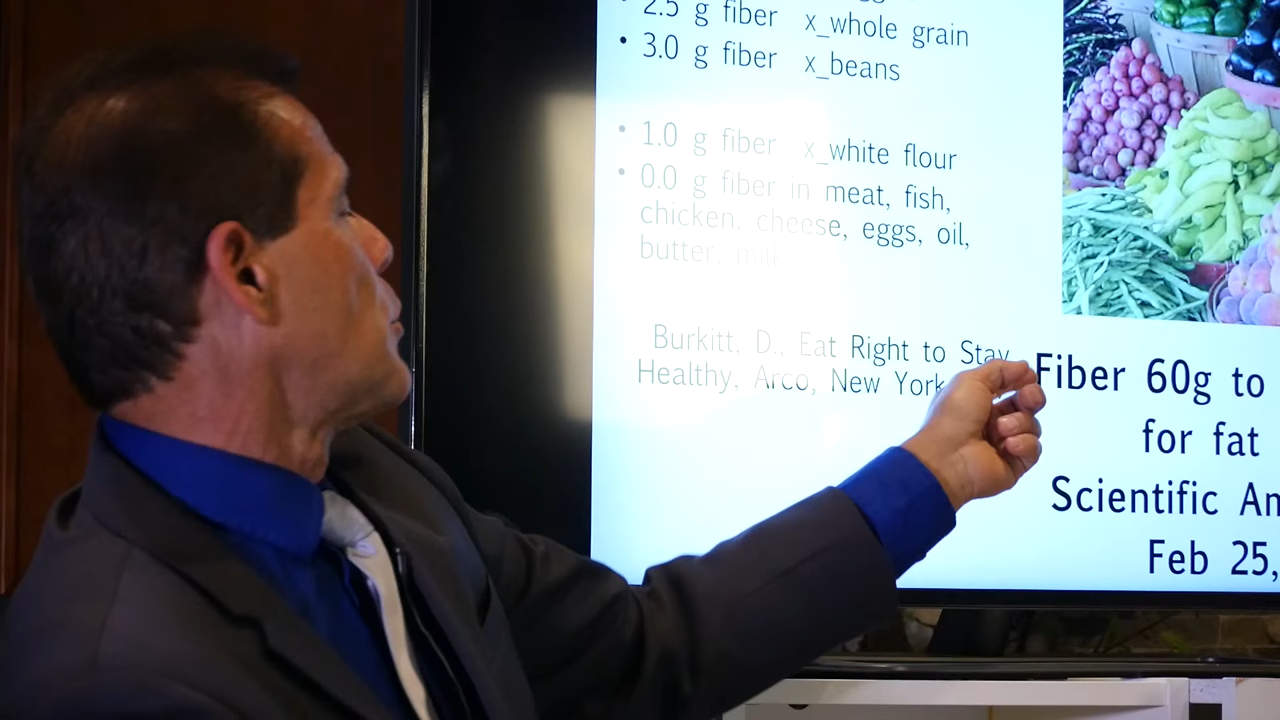 • 2.5 g fiber x_whole grain
• 3.0 g fiber x_beans
• 1.0 g fiber x_white flour
• 0.0 g fiber in meat, fish,
chicken, cheese, eggs, oil,
butter, milk
Burkitt, D., Eat Right to Stay
Healthy, Arco, New York
Fiber 60g to
for fat
Scientific Am
Feb 25,